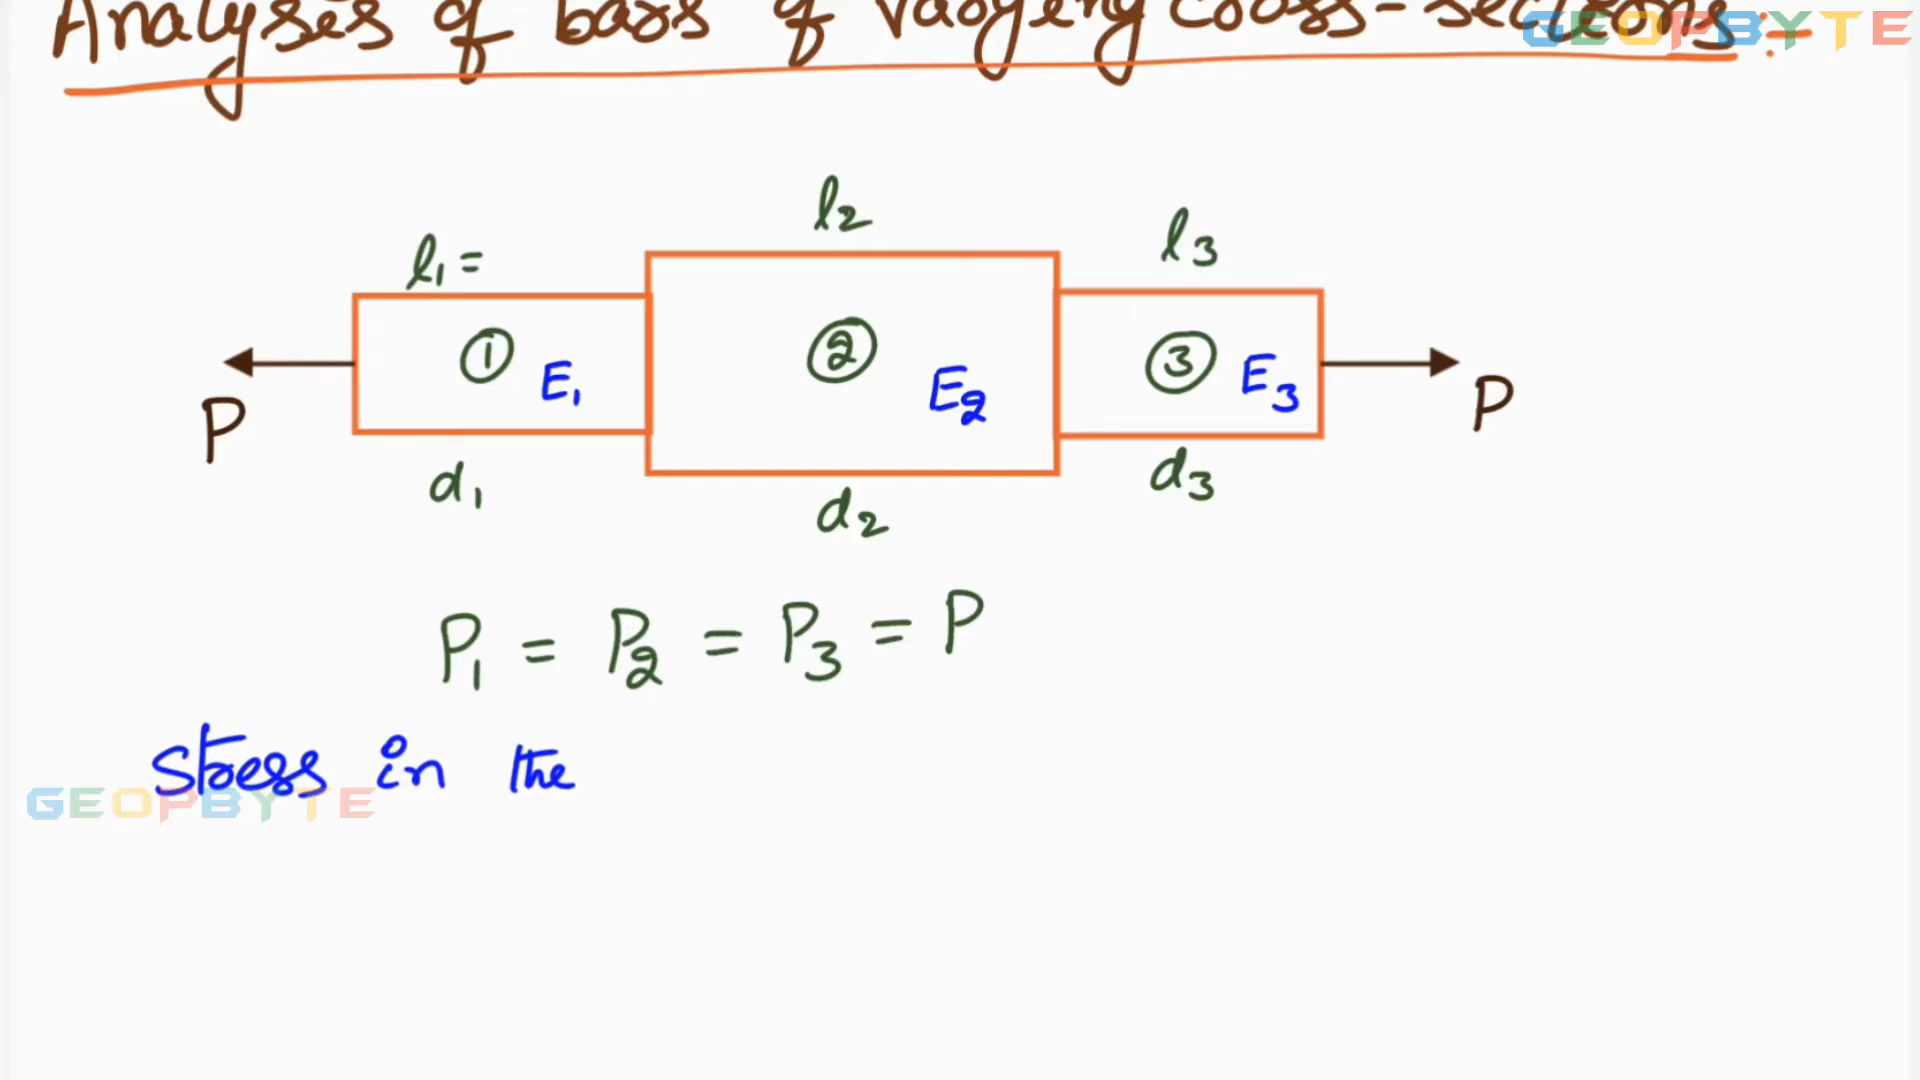 Analysis of bars of varying cross-sections :-
GEOPBYTE
l2
l3
l1 =
1 E1
2 E2
3 E3
P
P
d1
d2
d3
P1 = P2 = P3 = P
Stress in the
GEOPBYTE